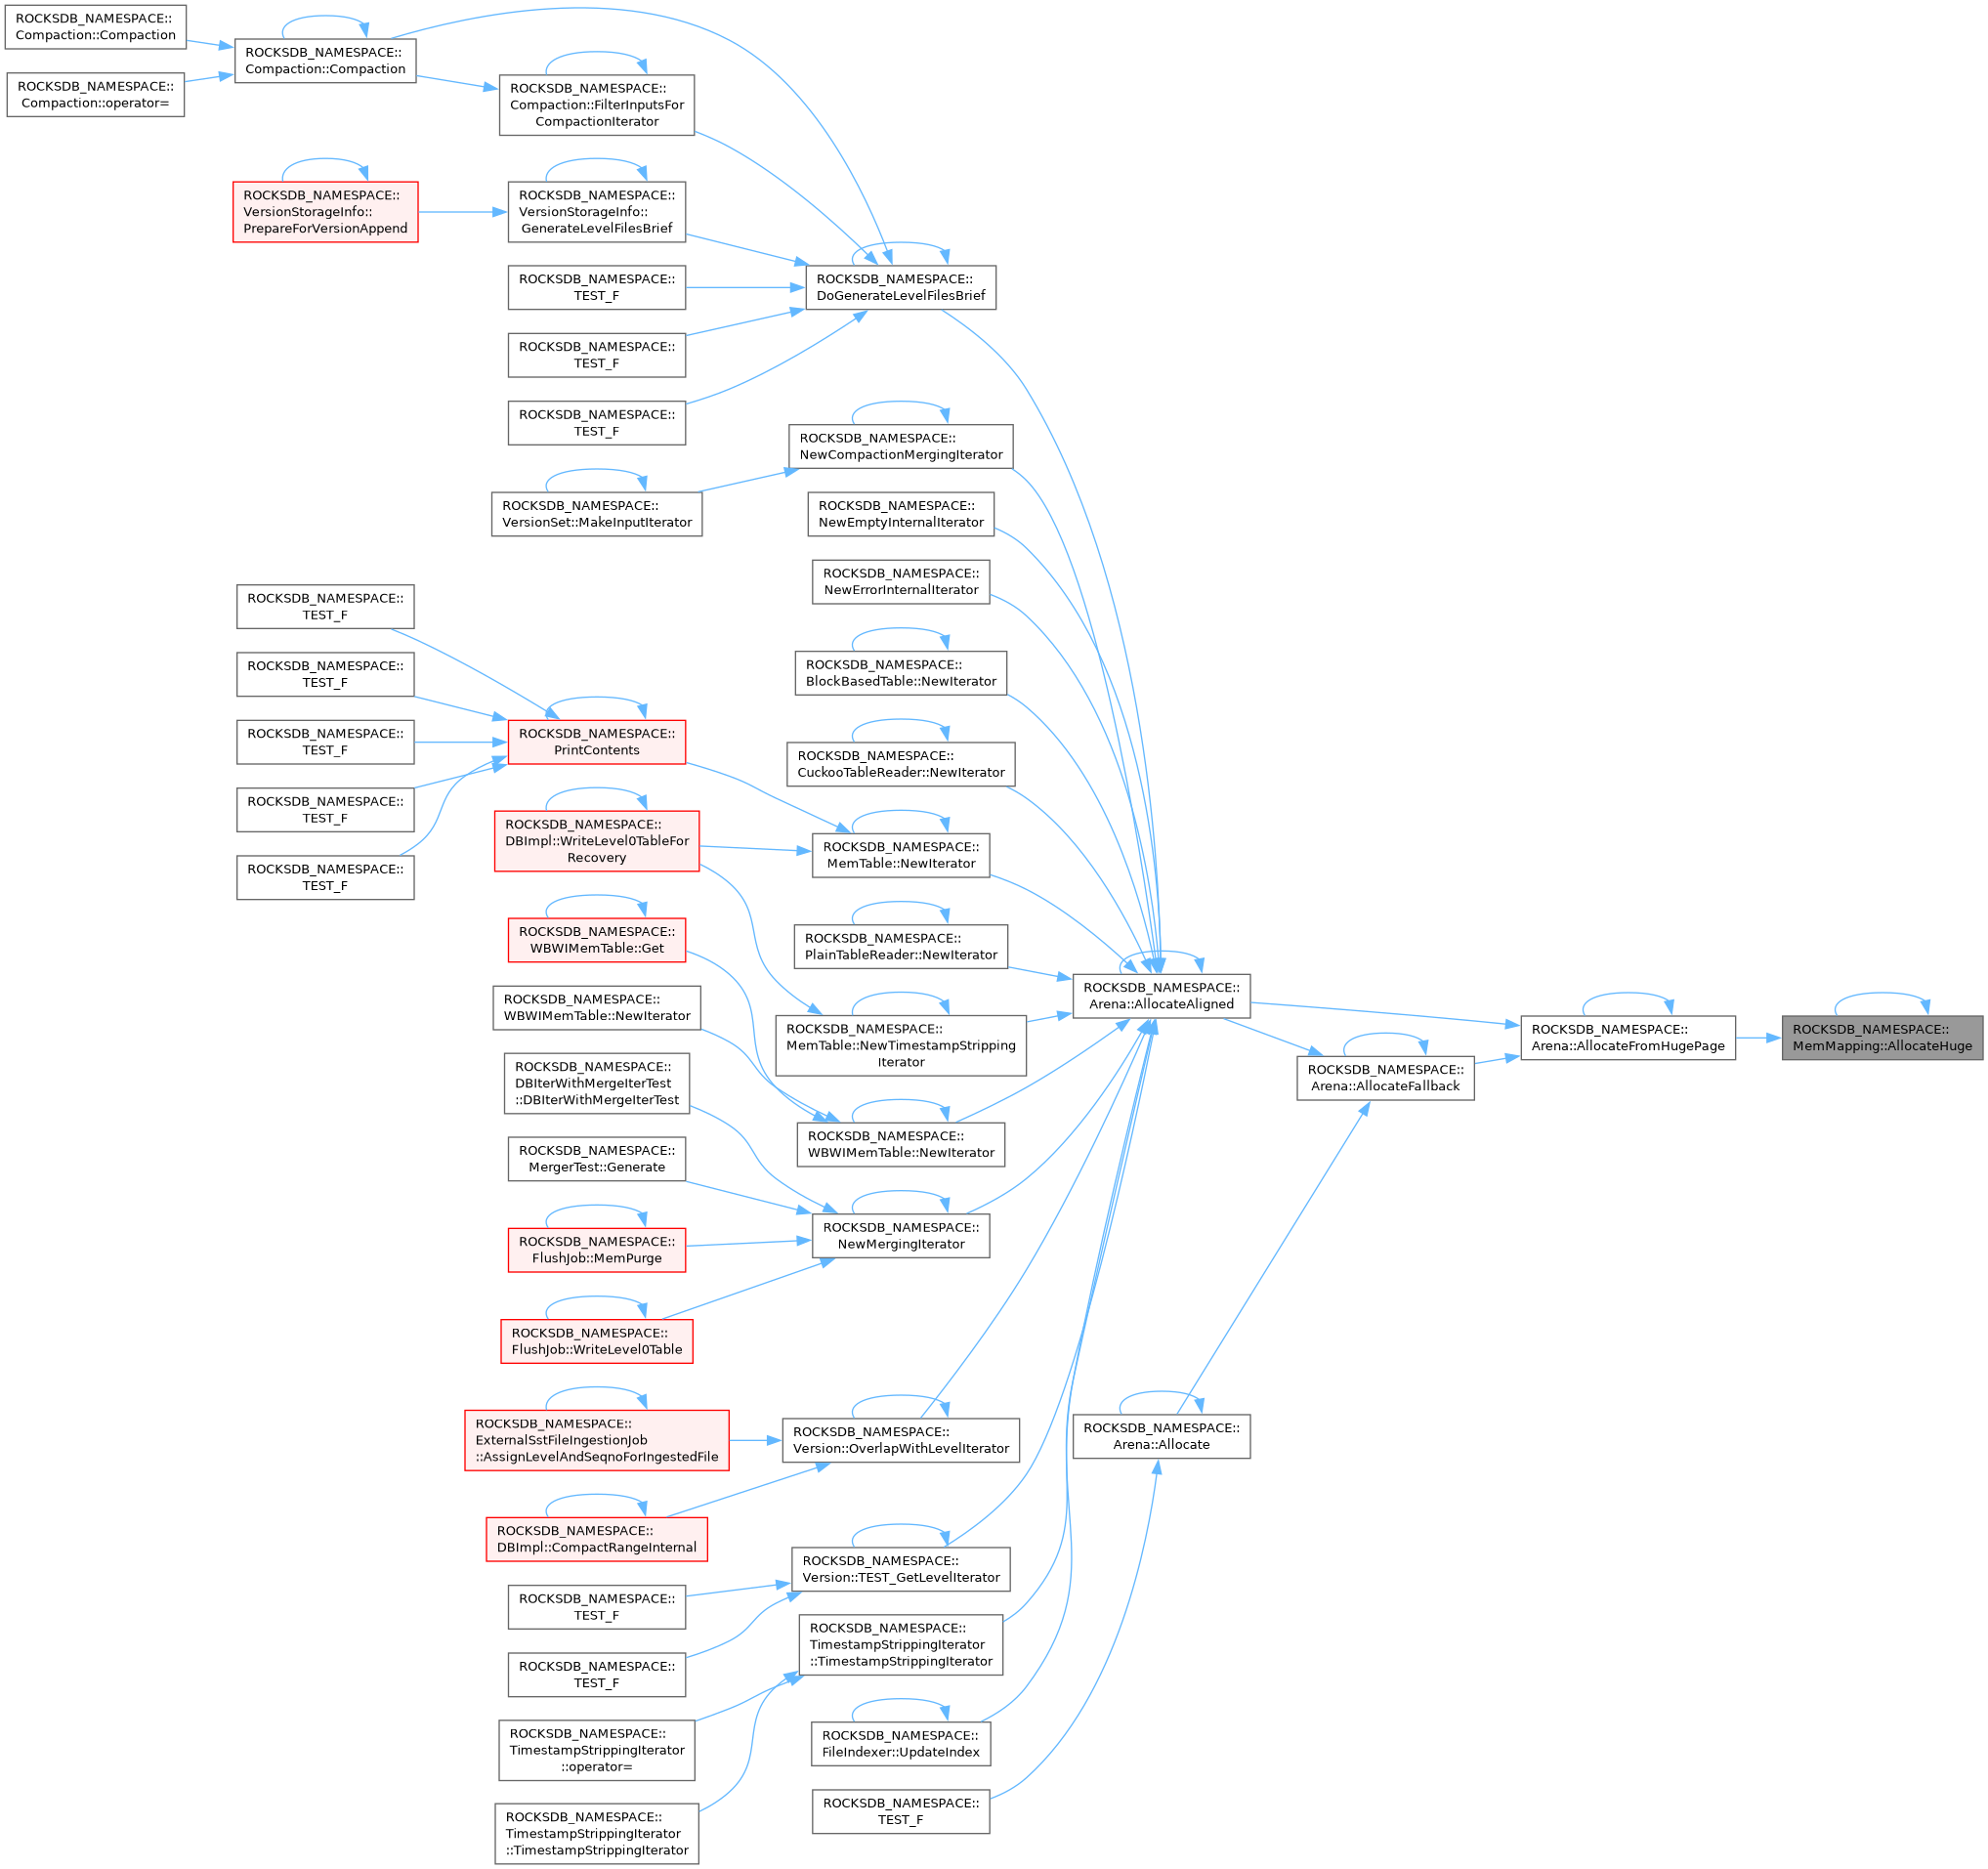 ROCKSDB_NAMESPACE::
Compaction::Compaction
ROCKSDB_NAMESPACE::
Compaction::operator=
ROCKSDB_NAMESPACE::
Compaction::Compaction
ROCKSDB_NAMESPACE::
Compaction::FilterInputsFor
CompactionIterator
ROCKSDB_NAMESPACE::
VersionStorageInfo::
PrepareForVersionAppend
ROCKSDB_NAMESPACE::
VersionStorageInfo::
GenerateLevelFilesBrief
ROCKSDB_NAMESPACE::
TEST_F
ROCKSDB_NAMESPACE::
DoGenerateLevelFilesBrief
ROCKSDB_NAMESPACE::
TEST_F
ROCKSDB_NAMESPACE::
TEST_F
ROCKSDB_NAMESPACE::
NewCompactionMergingIterator
ROCKSDB_NAMESPACE::
VersionSet::MakeInputIterator
ROCKSDB_NAMESPACE::
NewEmptyInternalIterator
ROCKSDB_NAMESPACE::
NewErrorInternalIterator
ROCKSDB_NAMESPACE::
TEST_F
ROCKSDB_NAMESPACE::
TEST_F
ROCKSDB_NAMESPACE::
BlockBasedTable::NewIterator
ROCKSDB_NAMESPACE::
TEST_F
ROCKSDB_NAMESPACE::
PrintContents
ROCKSDB_NAMESPACE::
CuckooTableReader::NewIterator
ROCKSDB_NAMESPACE::
TEST_F
ROCKSDB_NAMESPACE::
DBImpl::WriteLevel0TableFor
Recovery
ROCKSDB_NAMESPACE::
MemTable::NewIterator
ROCKSDB_NAMESPACE::
TEST_F
ROCKSDB_NAMESPACE::
WBWIMemTable::Get
ROCKSDB_NAMESPACE::
PlainTableReader::NewIterator
ROCKSDB_NAMESPACE::
Arena::AllocateAligned
ROCKSDB_NAMESPACE::
WBWIMemTable::NewIterator
ROCKSDB_NAMESPACE::
MemTable::NewTimestampStripping
Iterator
ROCKSDB_NAMESPACE::
Arena::AllocateFromHugePage
ROCKSDB_NAMESPACE::
MemMapping::AllocateHuge
ROCKSDB_NAMESPACE::
Arena::AllocateFallback
ROCKSDB_NAMESPACE::
DBIterWithMergeIterTest
::DBIterWithMergeIterTest
ROCKSDB_NAMESPACE::
WBWIMemTable::NewIterator
ROCKSDB_NAMESPACE::
MergerTest::Generate
ROCKSDB_NAMESPACE::
NewMergingIterator
ROCKSDB_NAMESPACE::
FlushJob::MemPurge
ROCKSDB_NAMESPACE::
FlushJob::WriteLevel0Table
ROCKSDB_NAMESPACE::
ExternalSstFileIngestionJob
::AssignLevelAndSeqnoForIngestedFile
ROCKSDB_NAMESPACE::
Version::OverlapWithLevelIterator
ROCKSDB_NAMESPACE::
Arena::Allocate
ROCKSDB_NAMESPACE::
DBImpl::CompactRangeInternal
ROCKSDB_NAMESPACE::
Version::TEST_GetLevelIterator
ROCKSDB_NAMESPACE::
TEST_F
ROCKSDB_NAMESPACE::
TEST_F
ROCKSDB_NAMESPACE::
TimestampStrippingIterator
::TimestampStrippingIterator
ROCKSDB_NAMESPACE::
TimestampStrippingIterator
::operator=
ROCKSDB_NAMESPACE::
FileIndexer::UpdateIndex
ROCKSDB_NAMESPACE::
TimestampStrippingIterator
::TimestampStrippingIterator
ROCKSDB_NAMESPACE::
TEST_F